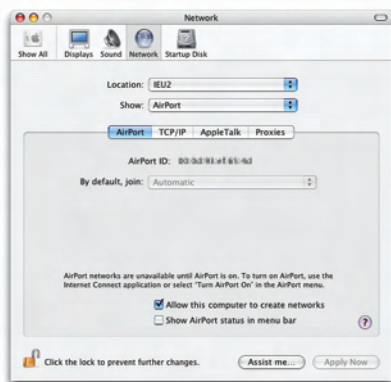 Network
Show All Displays Sound Network Startup Disk
Location: IEU2
Show: AirPort
AirPort TCP/IP AppleTalk Proxies
AirPort ID:
By default, join: Automatic
AirPort networks are unavailable until AirPort is on. To turn on AirPort, use the
Internet Connect application or select "Turn AirPort On" in the AirPort menu.
Allow this computer to create networks
Show AirPort status in menu bar
?
Click the lock to prevent further changes. Assist me... Apply Now